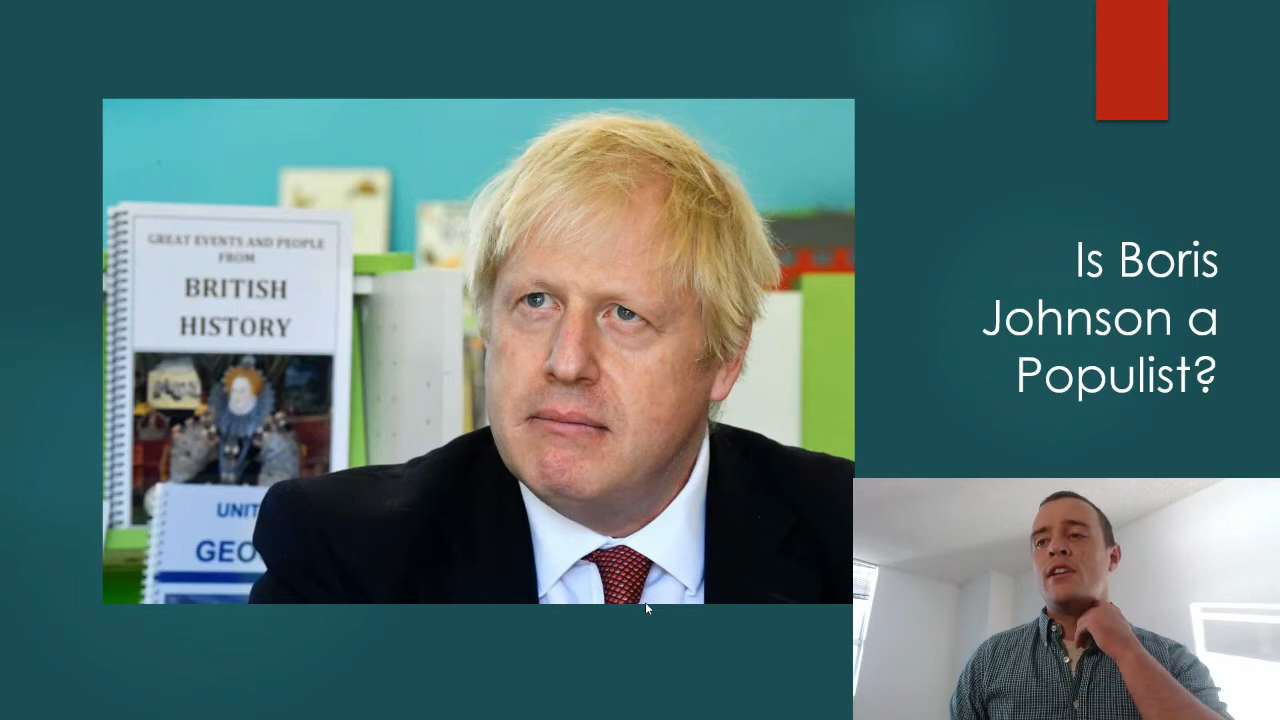 GREAT EVENTS AND PEOPLE
FROM
BRITISH
HISTORY
UNIT
GEO
Is Boris
Johnson a
Populist?